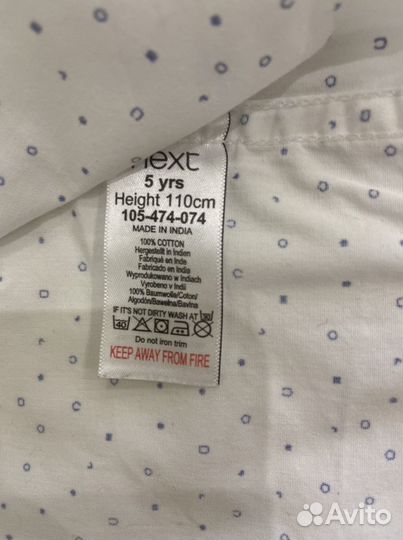 next
5 yrs
Height 110cm
105-474-074
MADE IN INDIA
100% COTTON
Hergestellt in Indien
Fabriqué en Inde
Fabricado en India
Wyprodukowano w Indiach
Vyrobeno v Indii
100% Baumwolle/Coton/
Algodón/Bawełna/Bavlna
IF IT'S NOT DIRTY WASH AT 30
40
Do not iron trim
KEEP AWAY FROM FIRE
Avito